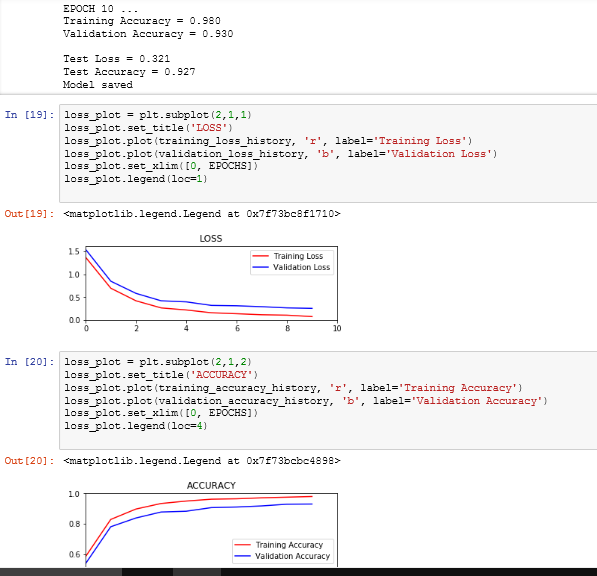 EPOCH 10 ...
Training Accuracy = 0.980
Validation Accuracy = 0.930
Test Loss = 0.321
Test Accuracy = 0.927
Model saved
In [19]: loss_plot = plt.subplot(2,1,1)
loss_plot.set_title('LOSS')
loss_plot.plot(training_loss_history, 'r', label='Training Loss')
loss_plot.plot(validation_loss_history, 'b', label='Validation Loss')
loss_plot.set_xlim([0, EPOCHS])
loss_plot.legend(loc=1)
Out[19]: <matplotlib.legend.Legend at 0x7f73bc8f1710>
LOSS
Training Loss
Validation Loss
1.5
1.0
0.5
0.0
0 2 4 6 8 10
In [20]: loss_plot = plt.subplot(2,1,2)
loss_plot.set_title('ACCURACY')
loss_plot.plot(training_accuracy_history, 'r', label='Training Accuracy')
loss_plot.plot(validation_accuracy_history, 'b', label='Validation Accuracy')
loss_plot.set_xlim([0, EPOCHS])
loss_plot.legend(loc=4)
Out[20]: <matplotlib.legend.Legend at 0x7f73bcbc4898>
ACCURACY
1.0
0.8
0.6
Training Accuracy
Validation Accuracy